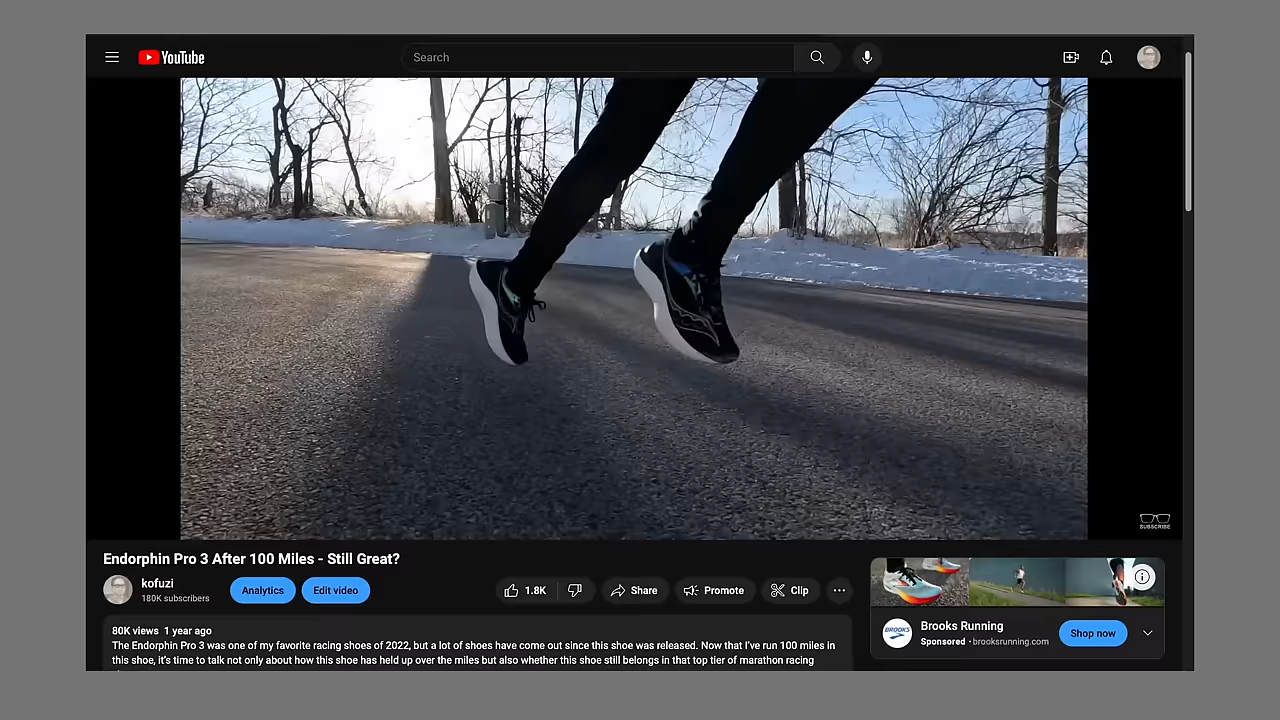 YouTube
Search
SUBSCRIBE
Endorphin Pro 3 After 100 Miles - Still Great?
kofuzi
180K subscribers
Analytics
Edit video
1.8K
Share
Promote
Clip
80K views 1 year ago
The Endorphin Pro 3 was one of my favorite racing shoes of 2022, but a lot of shoes have come out since this shoe was released. Now that I've run 100 miles in
this shoe, it's time to talk not only about how this shoe has held up over the miles but also whether this shoe still belongs in that top tier of marathon racing
BROOKS
Brooks Running
Sponsored · brooksrunning.com
Shop now